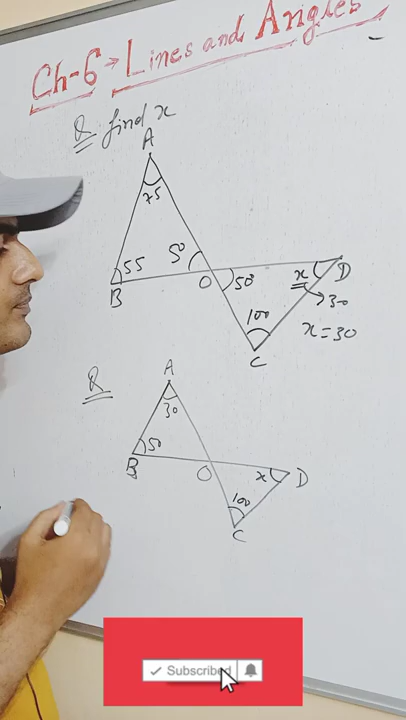 Ch-6 → Lines and Angles
Q find x
A
75
B
55
50
O
50
x
D
→ 30
100
C
x = 30
Q
A
30
B
50
O
x
D
100
C
✓ Subscribed